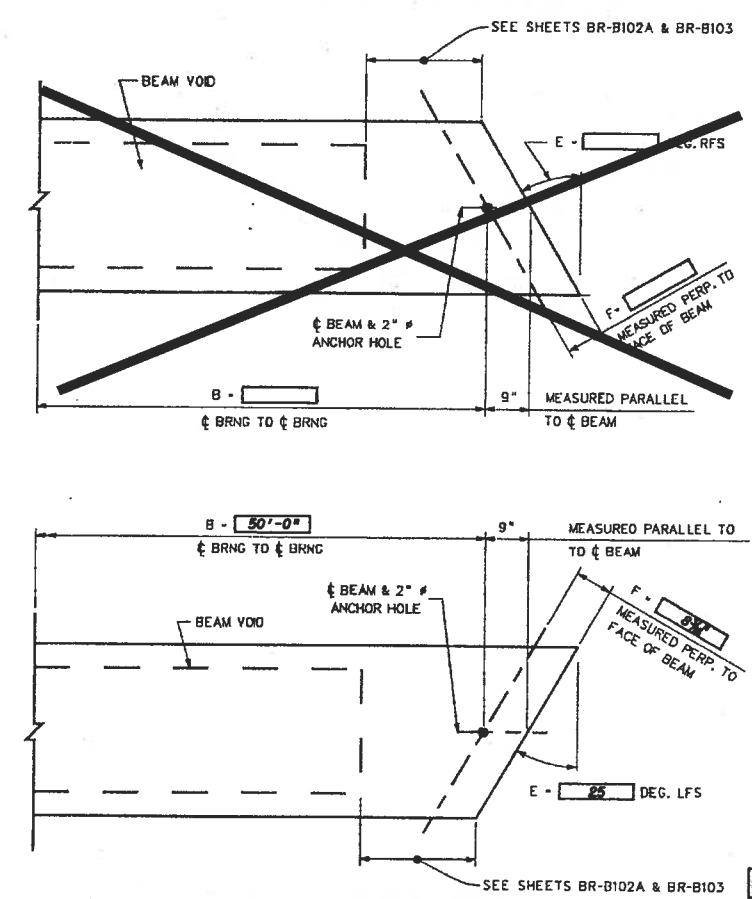 SEE SHEETS BR-B102A & BR-B103
BEAM VOID
E - 
G. RFS
F-
MEASURED PERP. TO
FACE OF BEAM
℄ BEAM & 2" ø
ANCHOR HOLE
B -
9"
MEASURED PARALLEL
℄ BRNG TO ℄ BRNG
TO ℄ BEAM
B - 50'-0"
9"
MEASURED PARALLEL TO
℄ BRNG TO ℄ BRNG
TO ℄ BEAM
℄ BEAM & 2" ø
ANCHOR HOLE
F -
MEASURED PERP. TO
FACE OF BEAM
BEAM VOID
E - 25 DEG. LFS
SEE SHEETS BR-B102A & BR-B103